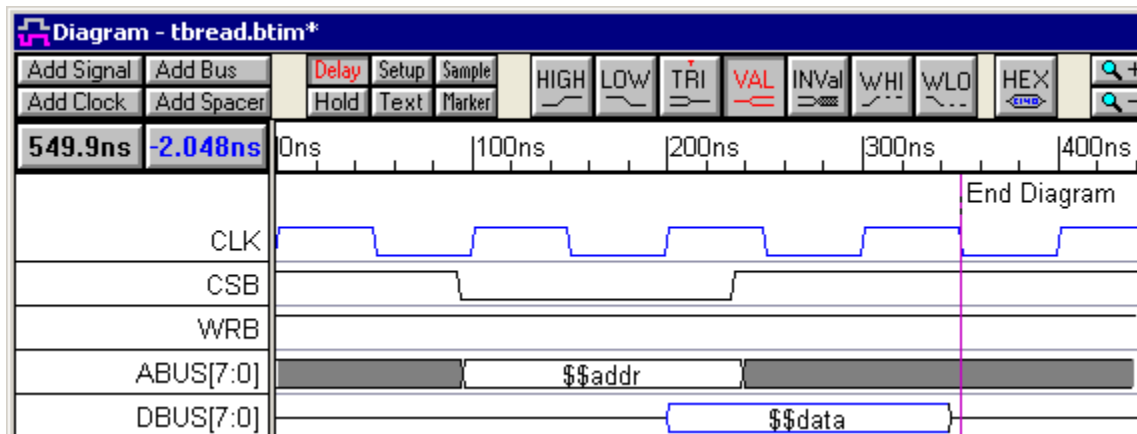 Diagram - tbread.btim*
Add Signal Add Bus Delay Setup Sample HIGH LOW TRI VAL INVal WHI WLO HEX +
Add Clock Add Spacer Hold Text Marker -
549.9ns -2.048ns 0ns 100ns 200ns 300ns 400ns
End Diagram
CLK
CSB
WRB
ABUS[7:0] $$addr
DBUS[7:0] $$data